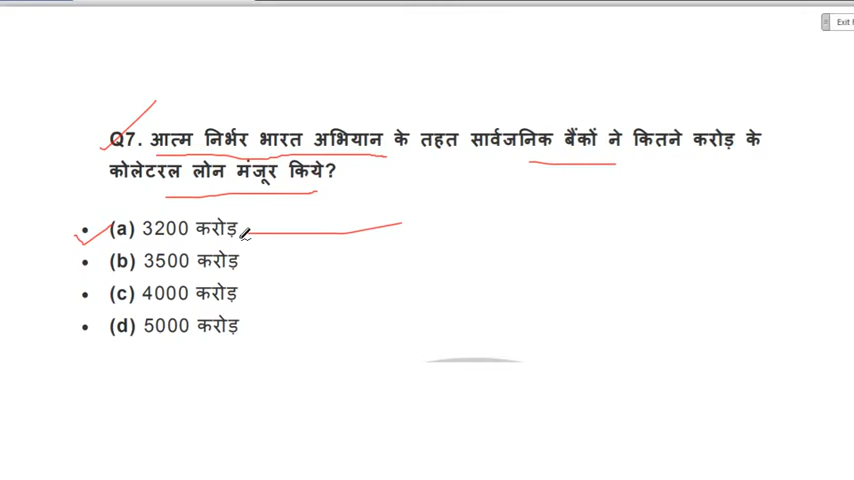 Exit
Q7. आत्म निर्भर भारत अभियान के तहत सार्वजनिक बैंकों ने कितने करोड़ के
कोलेटरल लोन मंजूर किये?
• (a) 3200 करोड़
• (b) 3500 करोड़
• (c) 4000 करोड़
• (d) 5000 करोड़